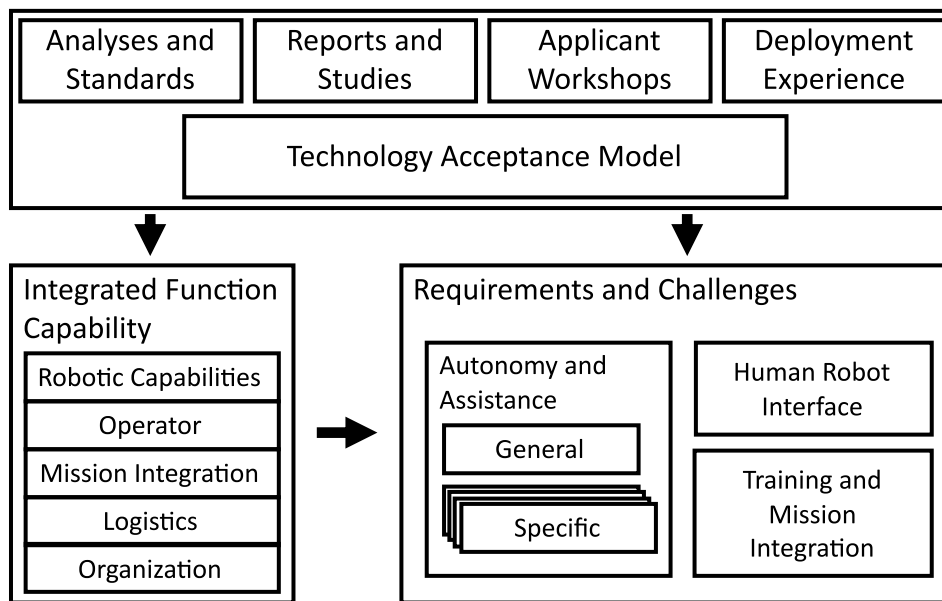 Analyses and
Standards
Reports and
Studies
Applicant
Workshops
Deployment
Experience
Technology Acceptance Model
Integrated Function
Capability
Robotic Capabilities
Operator
Mission Integration
Logistics
Organization
Requirements and Challenges
Autonomy and
Assistance
General
Specific
Human Robot
Interface
Training and
Mission
Integration